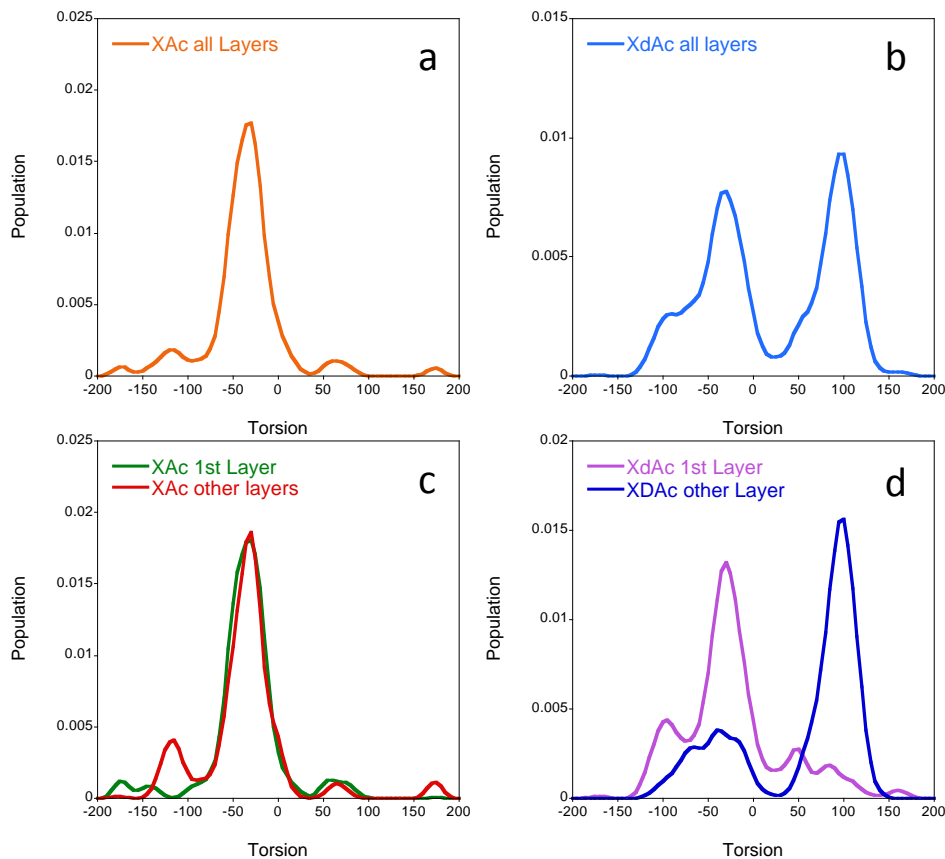 XAc all Layers
a
0.025
0.02
0.015
0.01
0.005
0
Population
-200 -150 -100 -50 0 50 100 150 200
Torsion
XdAc all layers
b
0.015
0.01
0.005
0
Population
-200 -150 -100 -50 0 50 100 150 200
Torsion
XAc 1st Layer
XAc other layers
c
0.025
0.02
0.015
0.01
0.005
0
Population
-200 -150 -100 -50 0 50 100 150 200
Torsion
XdAc 1st Layer
XDAc other Layer
d
0.02
0.015
0.01
0.005
0
Population
-200 -150 -100 -50 0 50 100 150 200
Torsion